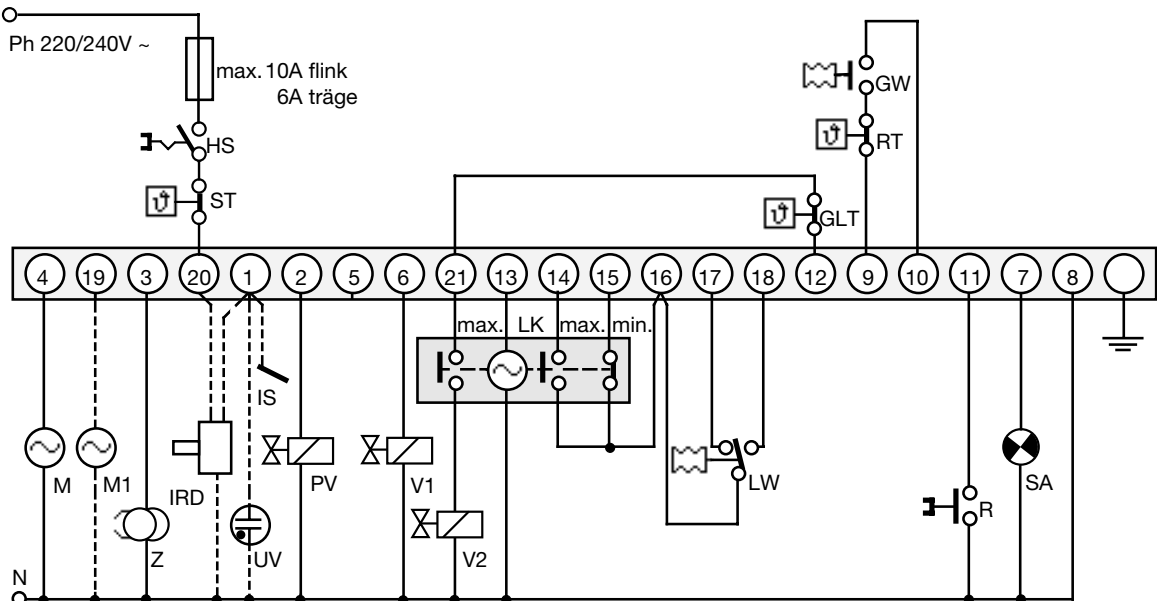 Ph 220/240V ~
max. 10A flink
6A träge
HS
ϑ ST
GW
ϑ RT
ϑ GLT
4 19 3 20 1 2 5 6 21 13 14 15 16 17 18 12 9 10 11 7 8
max. LK max. min.
IS
M
M1
IRD
PV
V1
LW
SA
R
Z
UV
V2
N